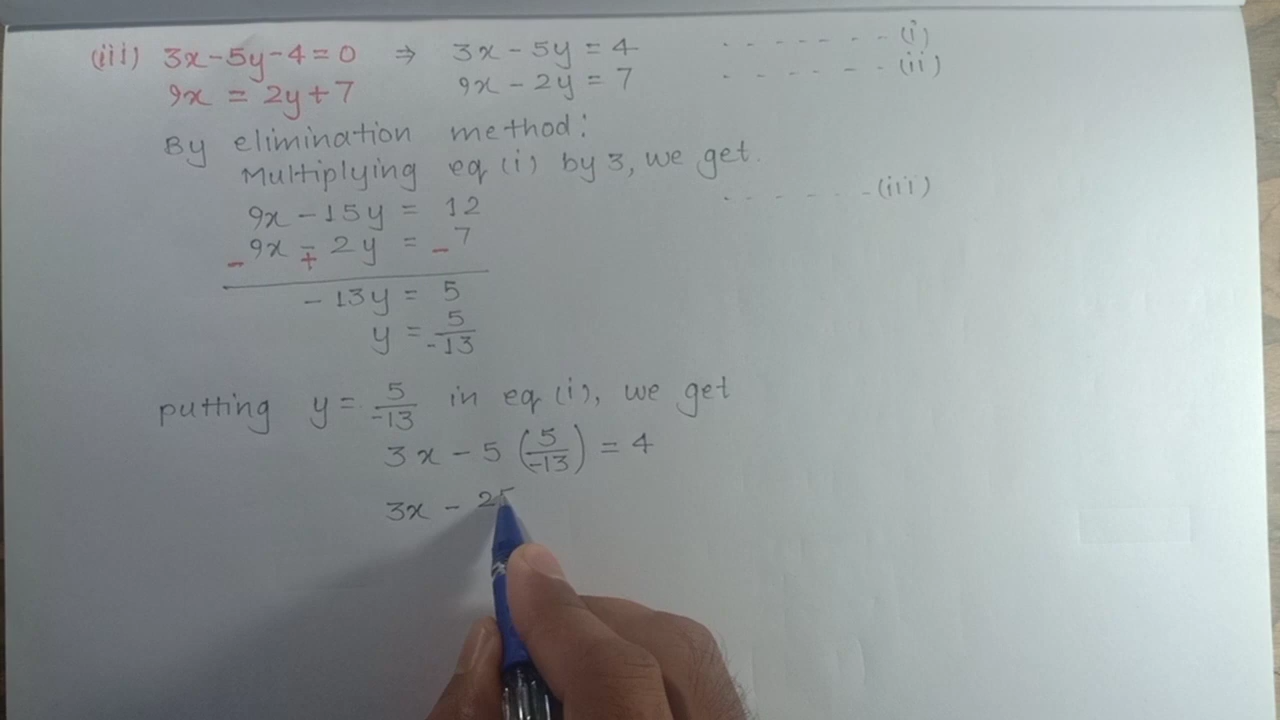 (iii) 3x-5y-4=0 ⇒ 3x-5y=4 - - - - - - - (i)
9x = 2y+7 9x-2y=7 - - - - - - - (ii)
By elimination method:
Multiplying eq (i) by 3, we get.
9x-15y = 12 - - - - - - - (iii)
- 9x - + 2y = - 7
-13y = 5
y = 5/-13
putting y= 5/-13 in eq (i), we get
3x - 5 (5/-13) = 4
3x - 25